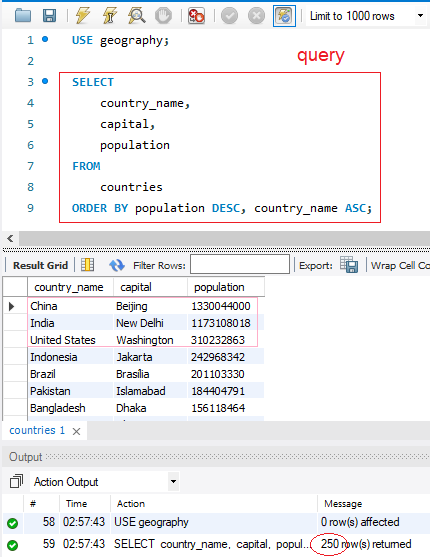 Limit to 1000 rows
1 USE geography;
2
query
3 SELECT
4 country_name,
5 capital,
6 population
7 FROM
8 countries
9 ORDER BY population DESC, country_name ASC;
Result Grid Filter Rows: Export: Wrap Cell Co
country_name capital population
China Beijing 1330044000
India New Delhi 1173108018
United States Washington 310232863
Indonesia Jakarta 242968342
Brazil Brasília 201103330
Pakistan Islamabad 184404791
Bangladesh Dhaka 156118464
countries 1
Output
Action Output
# Time Action Message
58 02:57:43 USE geography 0 row(s) affected
59 02:57:43 SELECT country_name, capital, popul... 250 row(s) returned